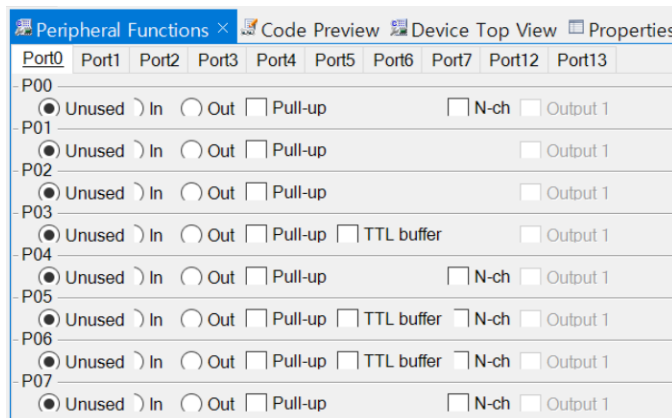 Peripheral Functions × Code Preview Device Top View Properties
Port0 Port1 Port2 Port3 Port4 Port5 Port6 Port7 Port12 Port13
P00
Unused In Out Pull-up N-ch Output 1
P01
Unused In Out Pull-up Output 1
P02
Unused In Out Pull-up Output 1
P03
Unused In Out Pull-up TTL buffer Output 1
P04
Unused In Out Pull-up N-ch Output 1
P05
Unused In Out Pull-up TTL buffer N-ch Output 1
P06
Unused In Out Pull-up TTL buffer N-ch Output 1
P07
Unused In Out Pull-up N-ch Output 1